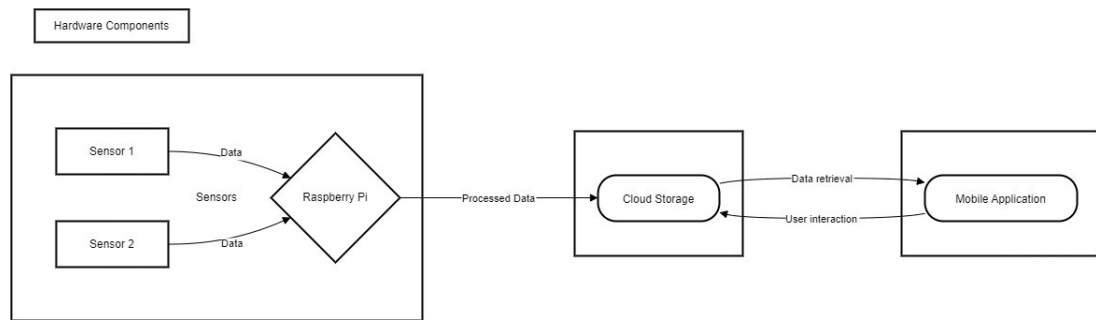 Hardware Components
Sensor 1
Data
Sensors
Raspberry Pi
Sensor 2
Data
Processed Data
Cloud Storage
Data retrieval
User interaction
Mobile Application